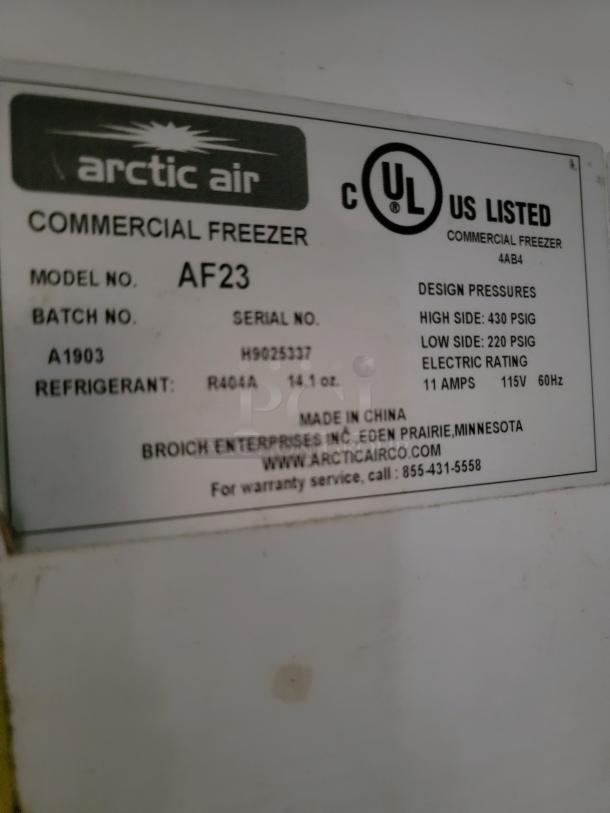 arctic air
COMMERCIAL FREEZER
MODEL NO. AF23
BATCH NO. SERIAL NO.
A1903 H9025337
REFRIGERANT: R404A 14.1 oz.
C UL ® US LISTED
COMMERCIAL FREEZER
4AB4
DESIGN PRESSURES
HIGH SIDE: 430 PSIG
LOW SIDE: 220 PSIG
ELECTRIC RATING
11 AMPS 115V 60Hz
MADE IN CHINA
BROICH ENTERPRISES INC.,EDEN PRAIRIE,MINNESOTA
WWW.ARCTICAIRCO.COM
For warranty service, call : 855-431-5558
PCI